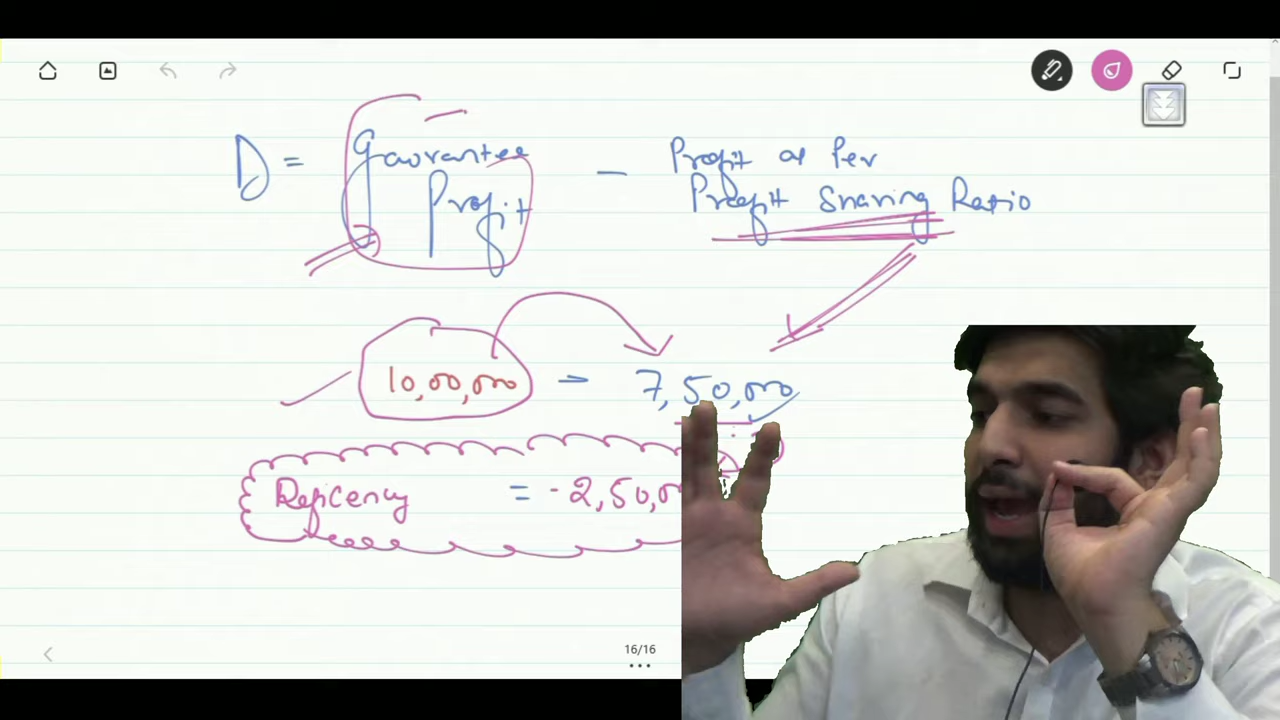 D = Gaurantee – Profit as Per
Profit Profit Sharing Ratio
10,00,000 – 7,50,000
Deficency = -2,50,00
16/16